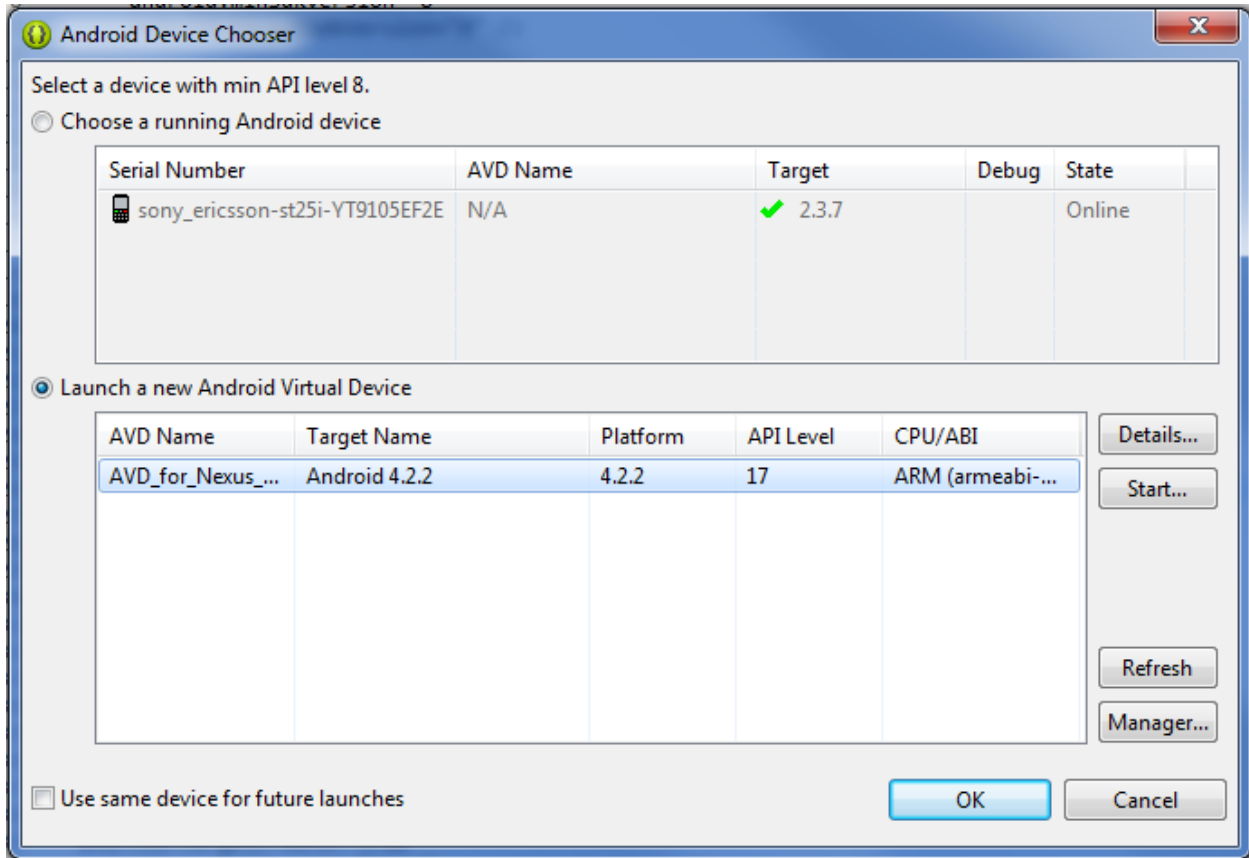 Android Device Chooser
Select a device with min API level 8.
Choose a running Android device
Serial Number AVD Name Target Debug State
sony_ericsson-st25i-YT9105EF2E N/A 2.3.7 Online
Launch a new Android Virtual Device
AVD Name Target Name Platform API Level CPU/ABI
AVD_for_Nexus_... Android 4.2.2 4.2.2 17 ARM (armeabi-...
Details...
Start...
Refresh
Manager...
Use same device for future launches
OK Cancel